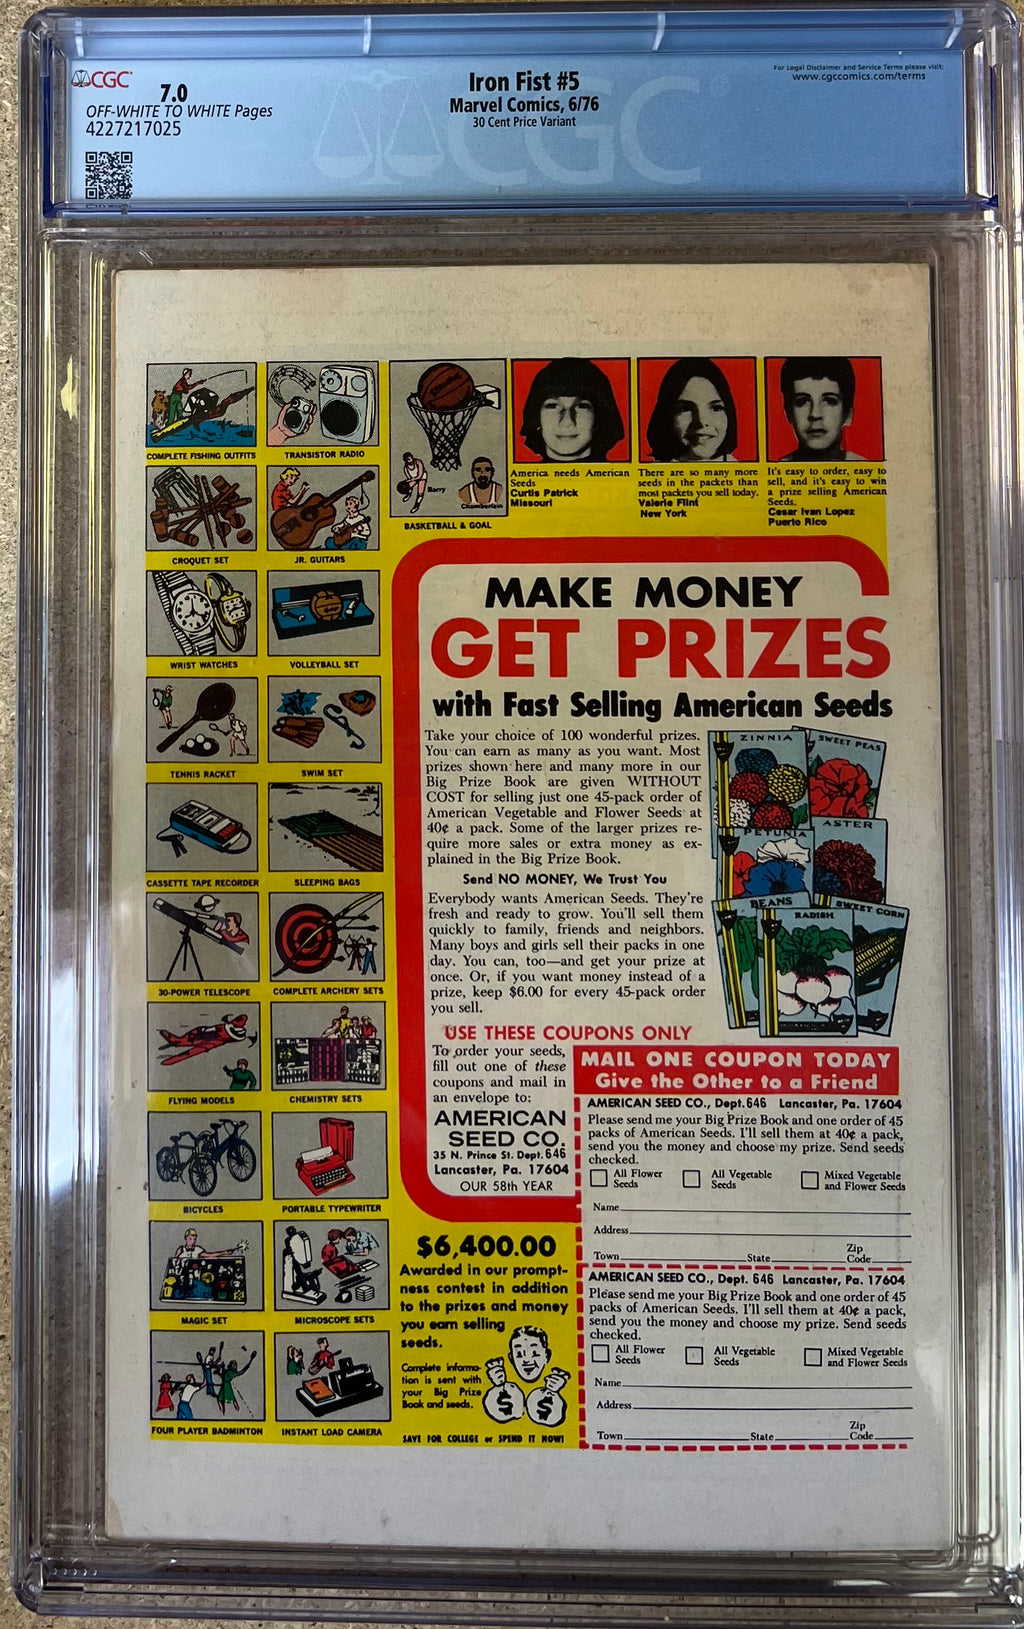 CGC
7.0
OFF-WHITE TO WHITE Pages
4227217025
Iron Fist #5
Marvel Comics, 6/76
30 Cent Price Variant
For Legal Disclaimer and Service Terms please visit:
www.cgccomics.com/terms
CGC
COMPLETE FISHING OUTFITS
TRANSISTOR RADIO
Barry
Chamberlain
BASKETBALL & GOAL
America needs American
Seeds
Curtis Patrick
Missouri
There are so many more
seeds in the packets than
most packets you sell today.
Valerie Flint
New York
It's easy to order, easy to
sell, and it's easy to win
a prize selling American
Seeds.
Cesar Ivan Lopez
Puerto Rico
CROQUET SET
JR. GUITARS
WRIST WATCHES
VOLLEYBALL SET
TENNIS RACKET
SWIM SET
CASSETTE TAPE RECORDER
SLEEPING BAGS
30-POWER TELESCOPE
COMPLETE ARCHERY SETS
FLYING MODELS
CHEMISTRY SETS
BICYCLES
PORTABLE TYPEWRITER
MAGIC SET
MICROSCOPE SETS
FOUR PLAYER BADMINTON
INSTANT LOAD CAMERA
MAKE MONEY
GET PRIZES
with Fast Selling American Seeds
Take your choice of 100 wonderful prizes.
You can earn as many as you want. Most
prizes shown here and many more in our
Big Prize Book are given WITHOUT
COST for selling just one 45-pack order of
American Vegetable and Flower Seeds at
40¢ a pack. Some of the larger prizes re-
quire more sales or extra money as ex-
plained in the Big Prize Book.
Send NO MONEY, We Trust You
Everybody wants American Seeds. They're
fresh and ready to grow. You'll sell them
quickly to family, friends and neighbors.
Many boys and girls sell their packs in one
day. You can, too—and get your prize at
once. Or, if you want money instead of a
prize, keep $6.00 for every 45-pack order
you sell.
ZINNIA
SWEET PEAS
PETUNIA
ASTER
BEANS
RADISH
SWEET CORN
USE THESE COUPONS ONLY
To order your seeds,
fill out one of these
coupons and mail in
an envelope to:
AMERICAN
SEED CO.
35 N. Prince St. Dept. 646
Lancaster, Pa. 17604
OUR 58th YEAR
MAIL ONE COUPON TODAY
Give the Other to a Friend
AMERICAN SEED CO., Dept. 646 Lancaster, Pa. 17604
Please send me your Big Prize Book and one order of 45
packs of American Seeds. I'll sell them at 40¢ a pack,
send you the money and choose my prize. Send seeds
checked.
All Flower
Seeds
All Vegetable
Seeds
Mixed Vegetable
and Flower Seeds
Name
Address
Town State Zip Code
AMERICAN SEED CO., Dept. 646 Lancaster, Pa. 17604
Please send me your Big Prize Book and one order of 45
packs of American Seeds. I'll sell them at 40¢ a pack,
send you the money and choose my prize. Send seeds
checked.
All Flower
Seeds
All Vegetable
Seeds
Mixed Vegetable
and Flower Seeds
Name
Address
Town State Zip Code
$6,400.00
Awarded in our prompt-
ness contest in addition
to the prizes and money
you earn selling
seeds.
Complete informa-
tion is sent with
your Big Prize
Book and seeds.
$ $
SAVE FOR COLLEGE or SPEND IT NOW!